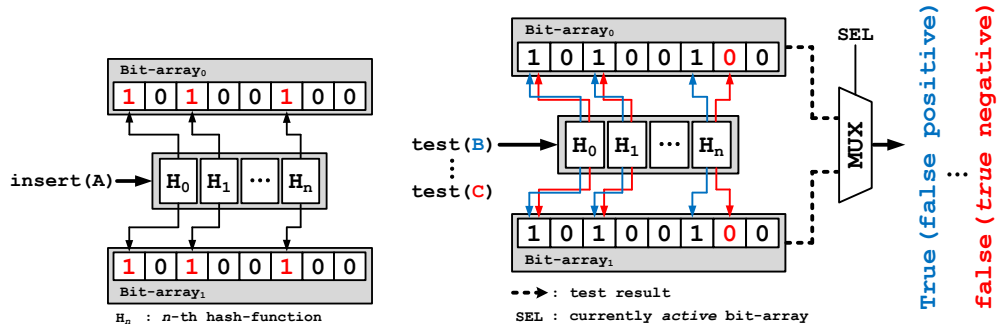 Bit-array0
1 0 1 0 0 1 0 0
insert(A)
H0 H1 ··· Hn
1 0 1 0 0 1 0 0
Bit-array1
Hn : n-th hash-function
Bit-array0
1 0 1 0 0 1 0 0
SEL
test(B)
⋮
test(C)
H0 H1 ··· Hn
MUX
1 0 1 0 0 1 0 0
Bit-array1
: test result
SEL : currently active bit-array
True (false positive)
⋮
false (true negative)